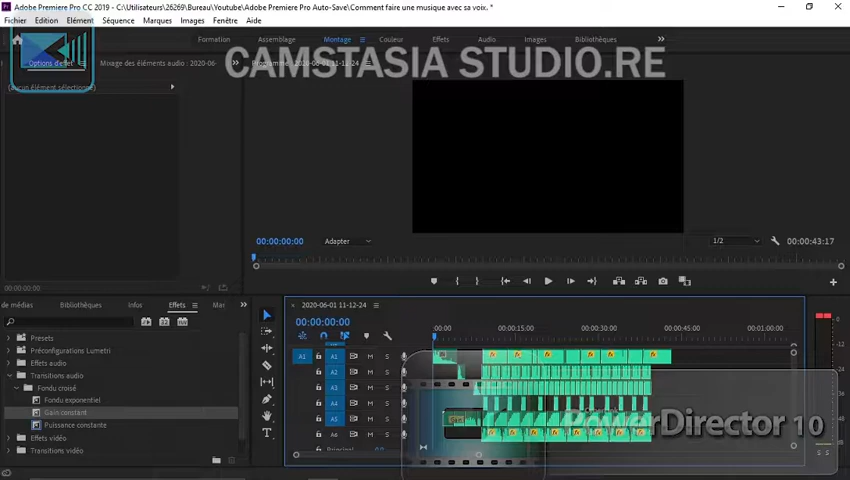 Adobe Premiere Pro CC 2019 - C:\Utilisateurs\26269\Bureau\Youtube\Adobe Premiere Pro Auto-Save\Comment faire une musique avec sa voix. *
Fichier Edition Elément Séquence Marques Images Fenêtre Aide
Formation Assemblage Montage Couleur Effets Audio Images Bibliothèques
CAMSTASIA STUDIO.RE
Options d'effet Mixage des éléments audio : 2020-06- Programme : 2020-06-01 11-12-24
(aucun élément sélectionné)
00:00:00:00 Adapter 1/2 00:00:43:17
00:00:00:00
de médias Bibliothèques Infos Effets Mar
2020-06-01 11-12-24
00:00:00:00
:00:00 00:00:15:00 00:00:30:00 00:00:45:00 00:01:00:00
Presets
Préconfigurations Lumetri
Effets audio
Transitions audio
Fondu croisé
Fondu exponentiel
Gain constant
Puissance constante
Effets vidéo
Transitions vidéo
A1 A1 M S
A2 M S
A3 M S
A4 M S
A5 M S
A6 M S
Principal 0,0
PowerDirector 10
S S